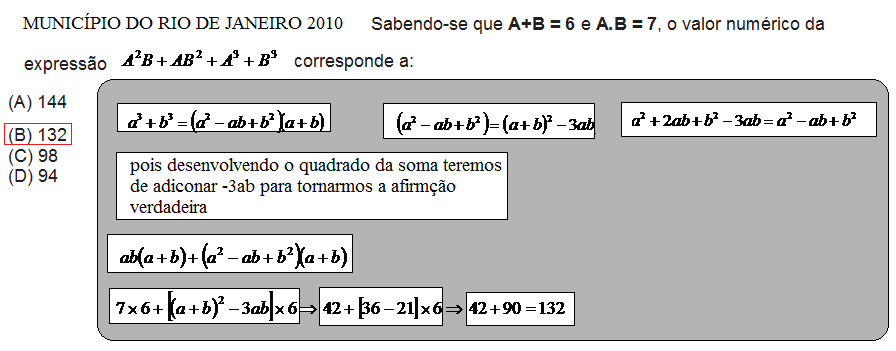 MUNICÍPIO DO RIO DE JANEIRO 2010 Sabendo-se que A+B = 6 e A.B = 7, o valor numérico da
expressão A²B + AB² + A³ + B³ corresponde a:
(A) 144
(B) 132
(C) 98
(D) 94
a³ + b³ = (a² − ab + b²)(a + b)
(a² − ab + b²) = (a + b)² − 3ab
a² + 2ab + b² − 3ab = a² − ab + b²
pois desenvolvendo o quadrado da soma teremos
de adiconar -3ab para tornarmos a afirmção
verdadeira
ab(a + b) + (a² − ab + b²)(a + b)
7 × 6 + [(a + b)² − 3ab] × 6 ⇒ 42 + [36 − 21] × 6 ⇒ 42 + 90 = 132